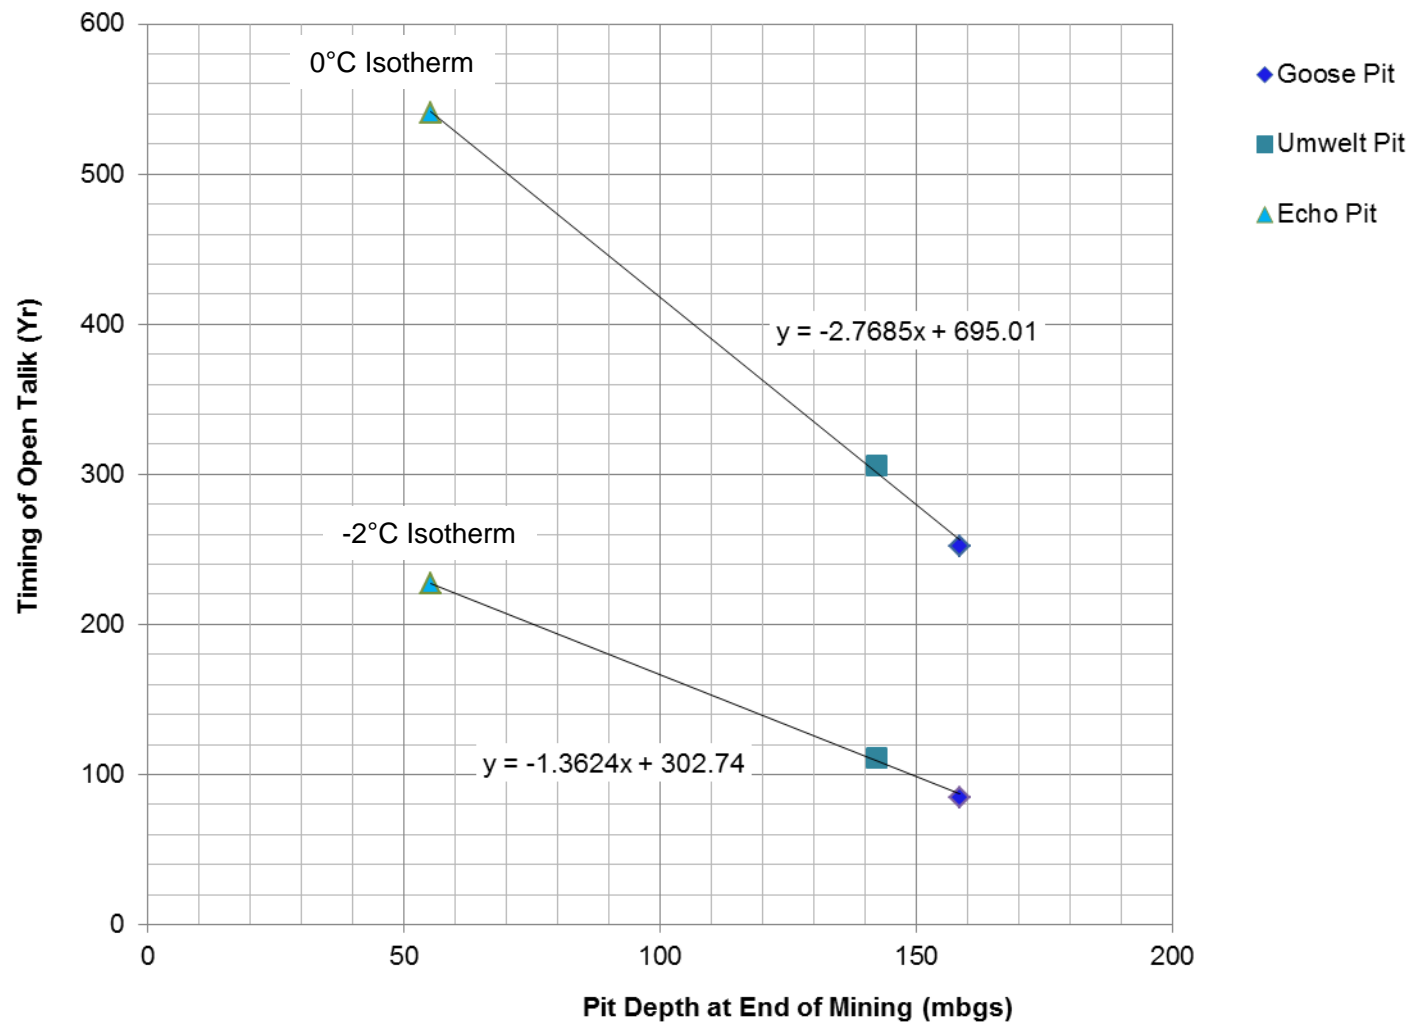 600
0°C Isotherm
Goose Pit
Umwelt Pit
500
Echo Pit
400
y = -2.7685x + 695.01
Timing of Open Talik (Yr)
300
-2°C Isotherm
200
y = -1.3624x + 302.74
100
0
0 50 100 150 200
Pit Depth at End of Mining (mbgs)